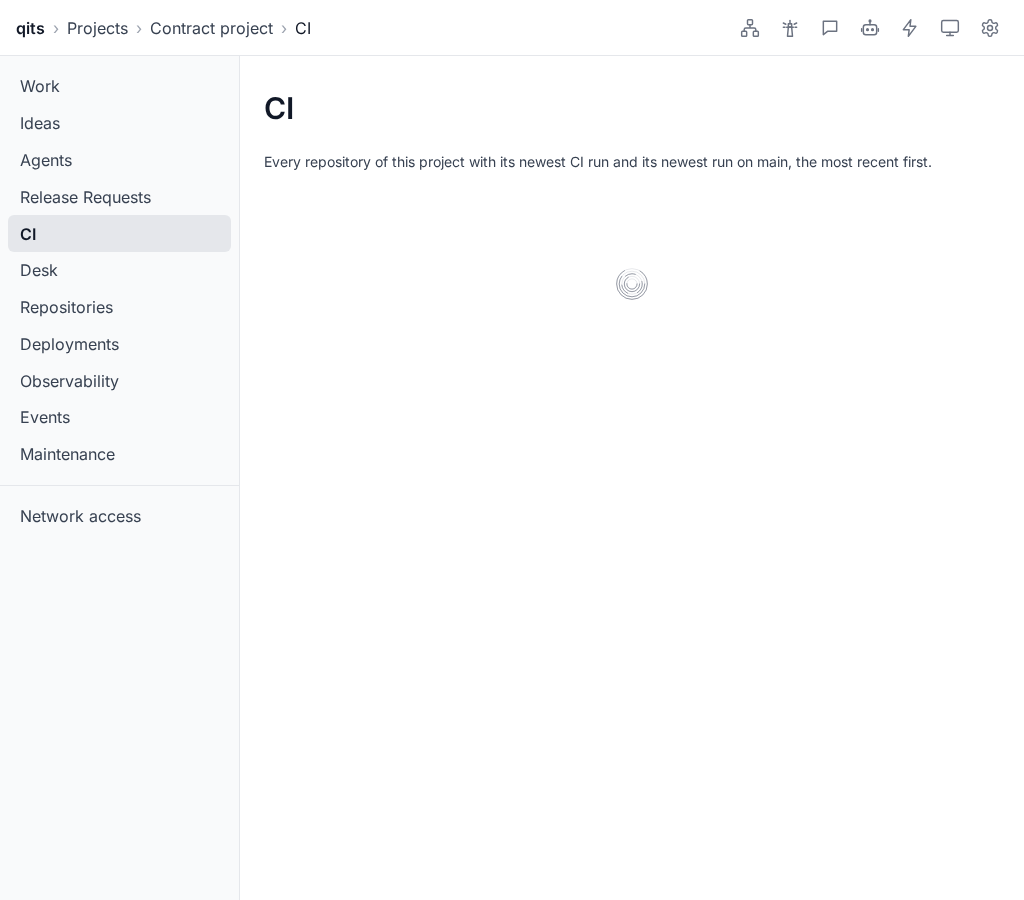 qits › Projects › Contract project › CI
Work
Ideas
Agents
Release Requests
CI
Desk
Repositories
Deployments
Observability
Events
Maintenance
Network access
CI
Every repository of this project with its newest CI run and its newest run on main, the most recent first.